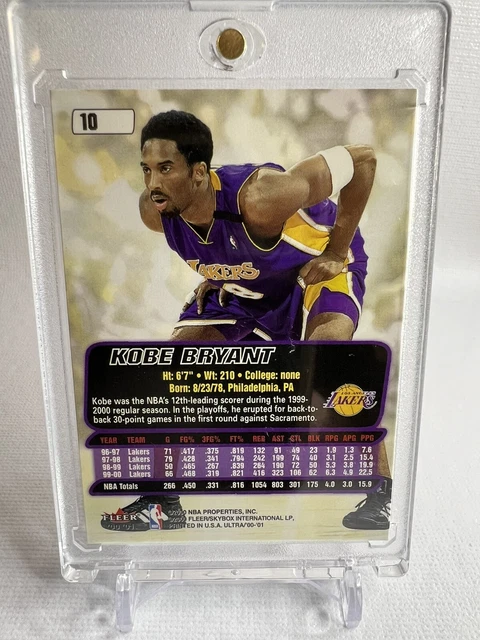 10
LAKERS
KOBE BRYANT
Ht: 6'7" • Wt: 210 • College: none
Born: 8/23/78, Philadelphia, PA
Kobe was the NBA's 12th-leading scorer during the 1999-
2000 regular season. In the playoffs, he erupted for back-to-
back 30-point games in the first round against Sacramento.
LOS ANGELES
LAKERS
YEAR TEAM G FG% 3FG% FT% REB AST STL BLK RPG APG PPG
96-97 Lakers 71 .417 .375 .819 132 91 49 23 1.9 1.3 7.6
97-98 Lakers 79 .428 .341 .794 242 199 74 40 3.1 2.5 15.4
98-99 Lakers 50 .465 .267 .839 264 190 72 50 5.3 3.8 19.9
99-00 Lakers 66 .468 .319 .821 416 323 106 62 6.3 4.9 22.5
NBA Totals 266 .450 .331 .816 1054 803 301 175 4.0 3.0 15.9
FLEER
'00-'01
NBA
NBA PROPERTIES, INC.
FLEER/SKYBOX INTERNATIONAL LP,
PRINTED IN U.S.A. ULTRA '00-'01